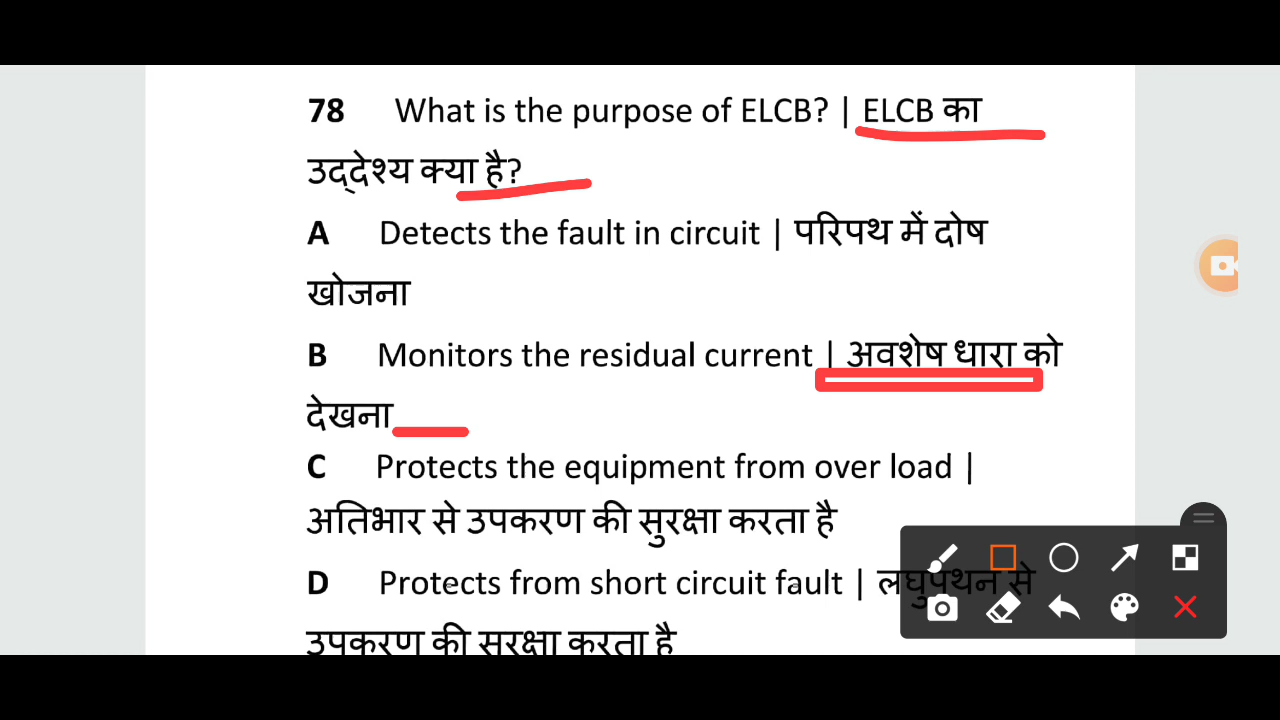 78 What is the purpose of ELCB? | ELCB का
उद्देश्य क्या है?
A Detects the fault in circuit | परिपथ में दोष
खोजना
B Monitors the residual current | अवशेष धारा को
देखना
C Protects the equipment from over load |
अतिभार से उपकरण की सुरक्षा करता है
D Protects from short circuit fault | लघुपथन से
उपकरण की सुरक्षा करता है